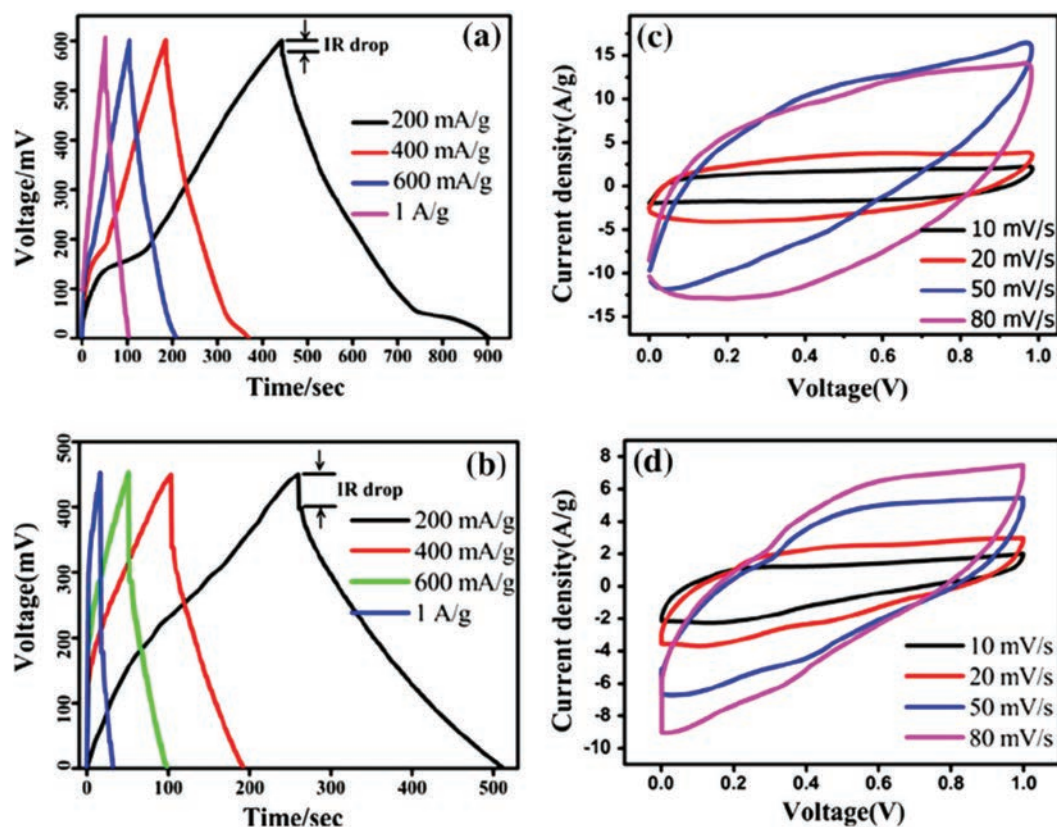 (a)
IR drop
200 mA/g
400 mA/g
600 mA/g
1 A/g
Voltage/mV
600
500
400
300
200
100
0
0 100 200 300 400 500 600 700 800 900
Time/sec
(c)
10 mV/s
20 mV/s
50 mV/s
80 mV/s
Current density(A/g)
15
10
5
0
-5
-10
-15
0.0 0.2 0.4 0.6 0.8 1.0
Voltage(V)
(b)
IR drop
200 mA/g
400 mA/g
600 mA/g
1 A/g
Voltage(mV)
500
400
300
200
100
0
0 100 200 300 400 500
Time/sec
(d)
10 mV/s
20 mV/s
50 mV/s
80 mV/s
Current density(A/g)
8
6
4
2
0
-2
-4
-6
-8
-10
0.0 0.2 0.4 0.6 0.8 1.0
Voltage(V)